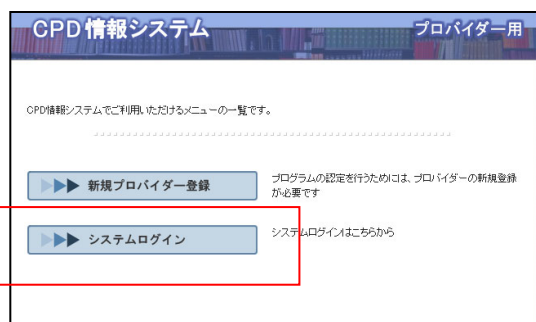 CPD情報システム
プロバイダー用
CPD情報システムでご利用いただけるメニューの一覧です。
新規プロバイダー登録
プログラムの認定を行うためには、プロバイダーの新規登録
が必要です
システムログイン
システムログインはこちらから